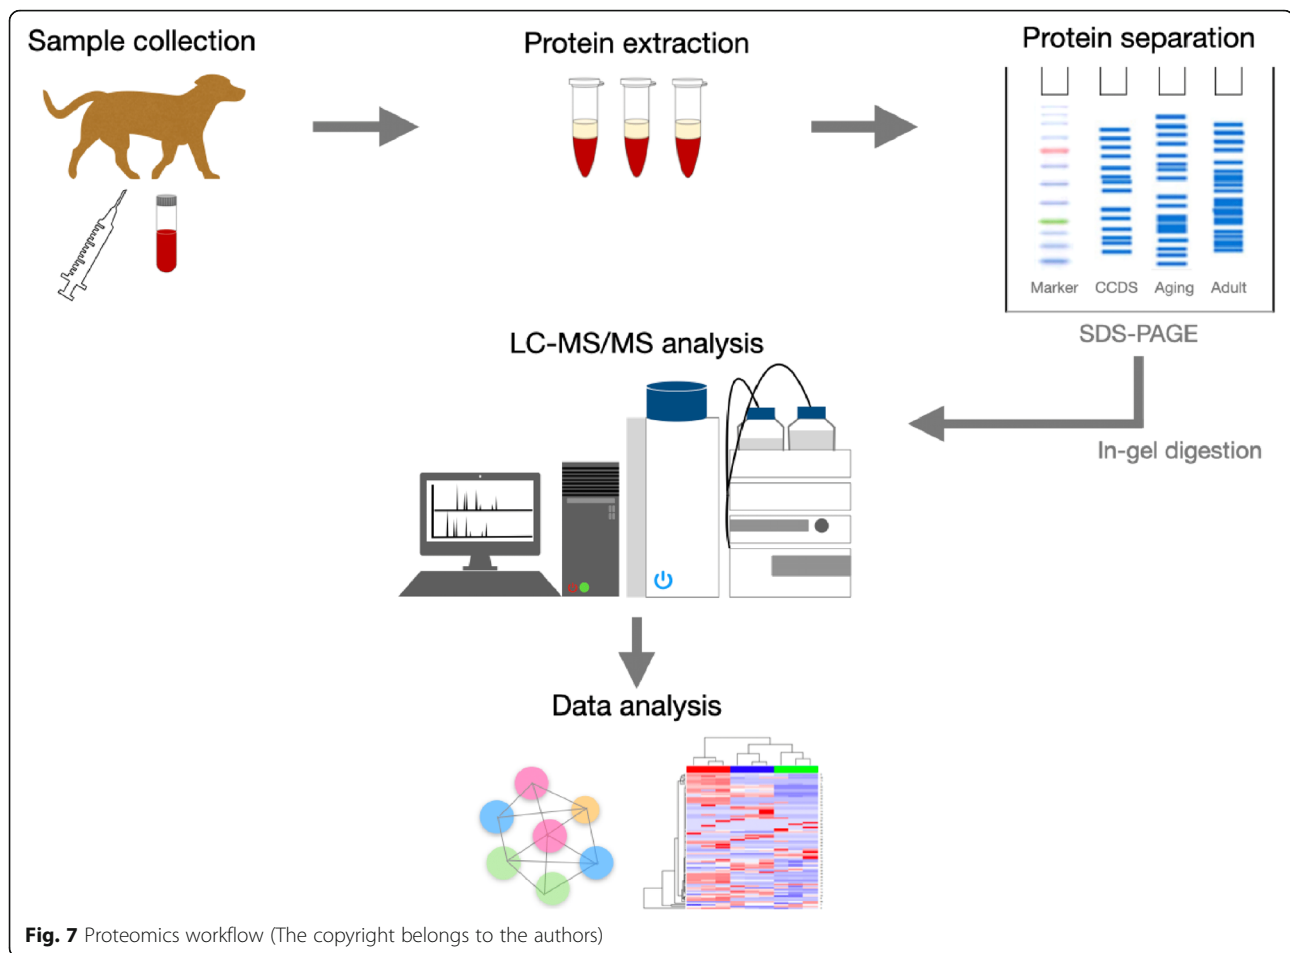 Sample collection
Protein extraction
Protein separation
Marker
CCDS
Aging
Adult
SDS-PAGE
In-gel digestion
LC-MS/MS analysis
Data analysis
Fig. 7 Proteomics workflow (The copyright belongs to the authors)